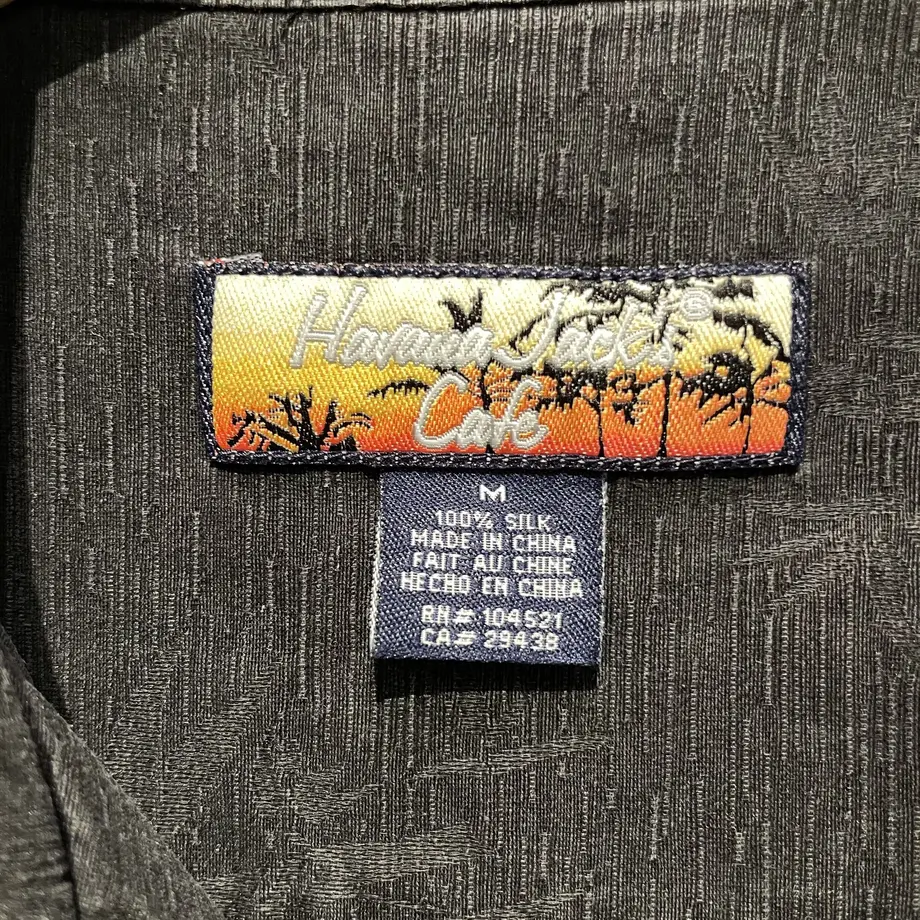 Havana Jack's®
Cafe
M
100% SILK
MADE IN CHINA
FAIT AU CHINE
HECHO EN CHINA
RN# 104521
CA# 29438